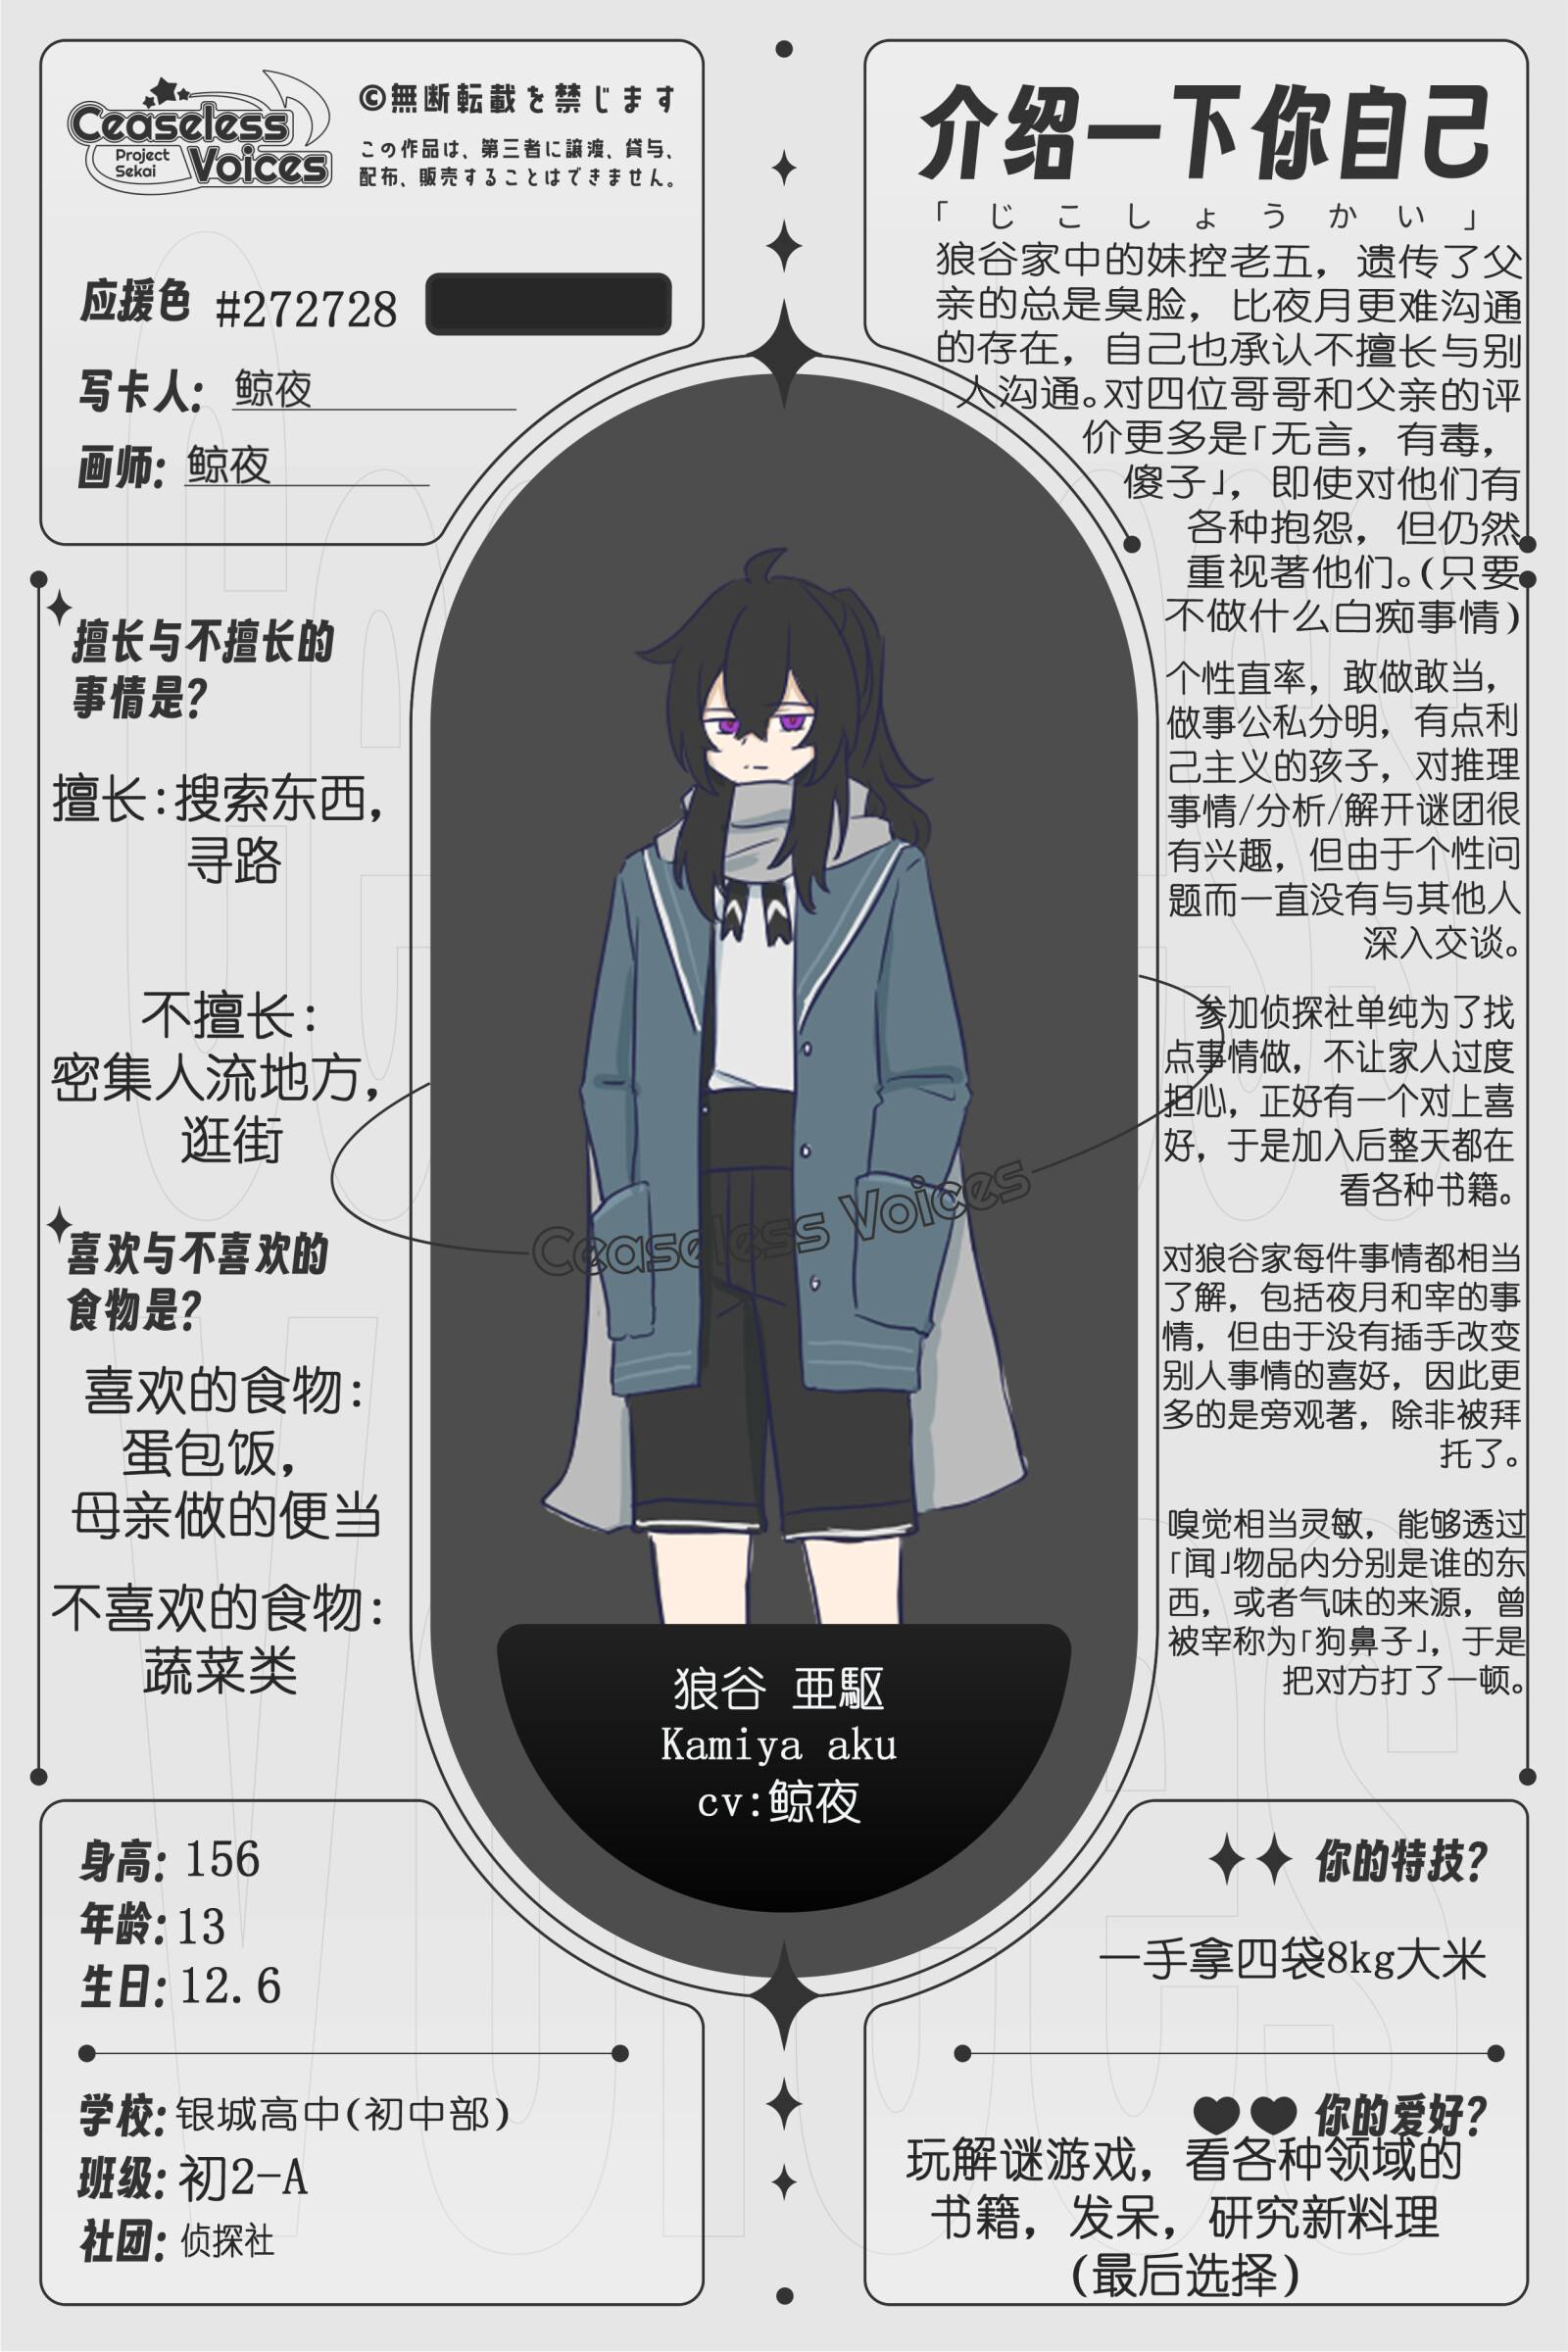 Ceaseless
Voices
Project
Sekai
©無断転載を禁じます
この作品は、第三者に譲渡、貸与、
配布、販売することはできません。
应援色 #272728
写卡人: 鲸夜
画师: 鲸夜
介绍一下你自己
「じこしょうかい」
狼谷家中的妹控老五，遗传了父
亲的总是臭脸，比夜月更难沟通
的存在，自己也承认不擅长与别
人沟通。对四位哥哥和父亲的评
价更多是「无言，有毒，
傻子」，即使对他们有
各种抱怨，但仍然
重视著他们。(只要
不做什么白痴事情)
个性直率，敢做敢当，
做事公私分明，有点利
己主义的孩子，对推理
事情/分析/解开谜团很
有兴趣，但由于个性问
题而一直没有与其他人
深入交谈。
参加侦探社单纯为了找
点事情做，不让家人过度
担心，正好有一个对上喜
好，于是加入后整天都在
看各种书籍。
对狼谷家每件事情都相当
了解，包括夜月和宰的事
情，但由于没有插手改变
别人事情的喜好，因此更
多的是旁观著，除非被拜
托了。
嗅觉相当灵敏，能够透过
「闻」物品内分别是谁的东
西，或者气味的来源，曾
被宰称为「狗鼻子」，于是
把对方打了一顿。
擅长与不擅长的
事情是？
擅长:搜索东西，
寻路
不擅长:
密集人流地方，
逛街
喜欢与不喜欢的
食物是？
喜欢的食物:
蛋包饭，
母亲做的便当
不喜欢的食物:
蔬菜类
Ceaseless Voices
狼谷 亜駆
Kamiya aku
cv:鲸夜
身高: 156
年龄: 13
生日: 12.6
学校: 银城高中(初中部)
班级: 初2-A
社团: 侦探社
你的特技？
一手拿四袋8kg大米
你的爱好？
玩解谜游戏，看各种领域的
书籍，发呆，研究新料理
(最后选择)